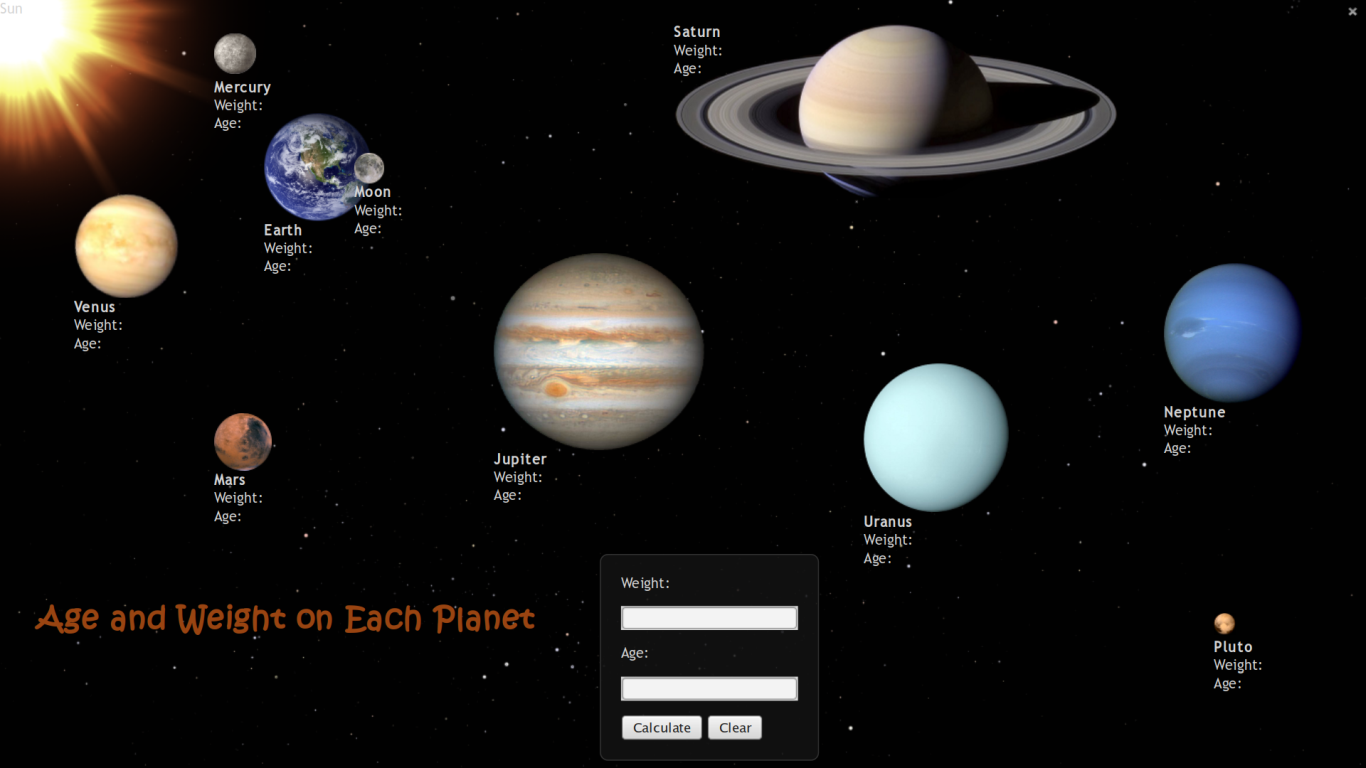 Sun
×
Mercury
Weight:
Age:
Saturn
Weight:
Age:
Moon
Weight:
Age:
Earth
Weight:
Age:
Venus
Weight:
Age:
Jupiter
Weight:
Age:
Neptune
Weight:
Age:
Mars
Weight:
Age:
Uranus
Weight:
Age:
Age and Weight on Each Planet
Weight:
Age:
Calculate Clear
Pluto
Weight:
Age: